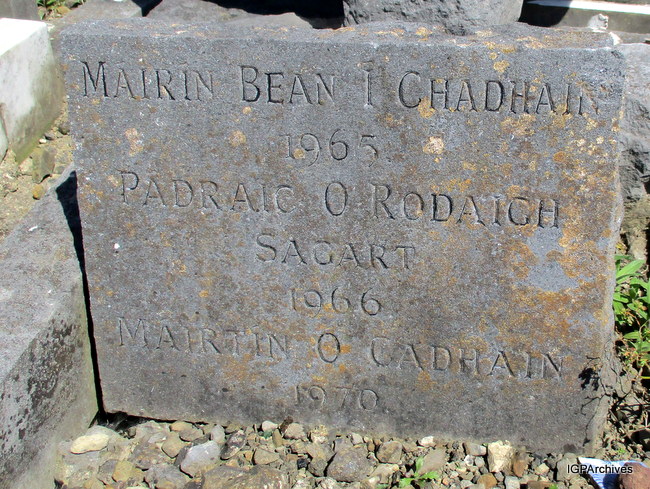 MAIRIN BEAN I CHADHAIN
1965
PADRAIC O RODAIGH
SAGART
1966
MAIRTIN O CADHAIN
1970
IGPArchives